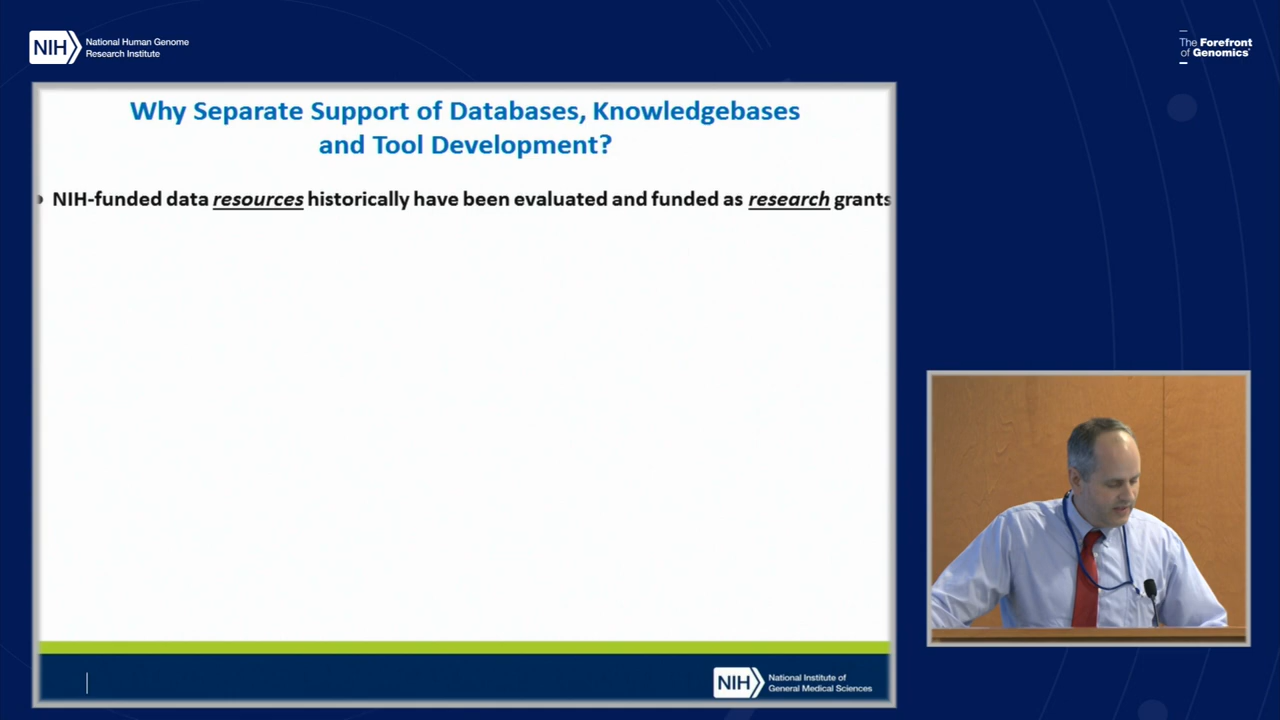 NIH
National Human Genome
Research Institute
The Forefront
of Genomics
Why Separate Support of Databases, Knowledgebases
and Tool Development?
• NIH-funded data resources historically have been evaluated and funded as research grants
NIH
National Institute of
General Medical Sciences